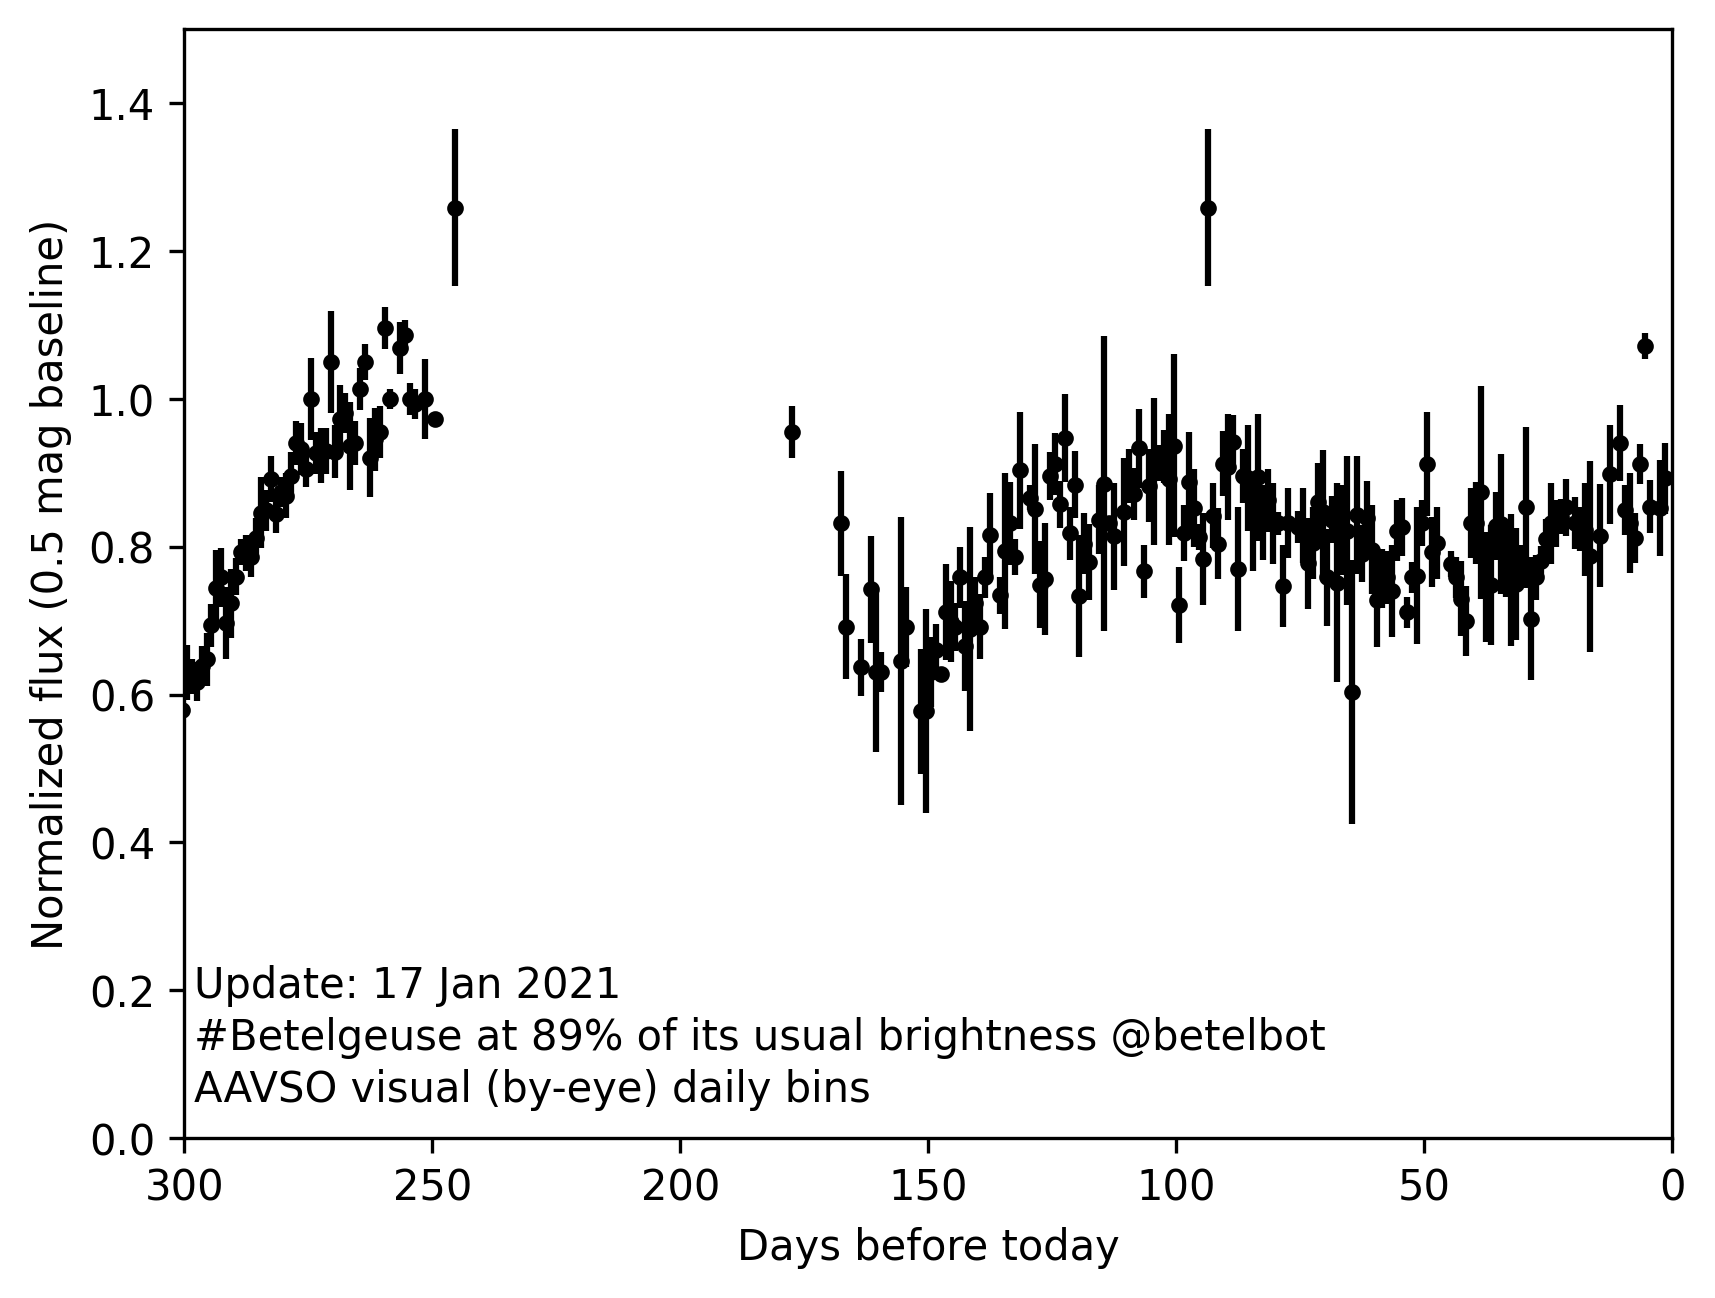 1.4
1.2
1.0
0.8
0.6
0.4
0.2
0.0
Normalized flux (0.5 mag baseline)
Update: 17 Jan 2021
#Betelgeuse at 89% of its usual brightness @betelbot
AAVSO visual (by-eye) daily bins
300 250 200 150 100 50 0
Days before today